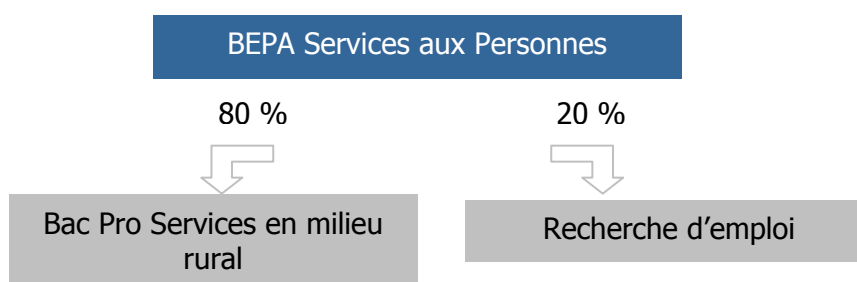 BEPA Services aux Personnes
80 %
20 %
Bac Pro Services en milieu
rural
Recherche d’emploi